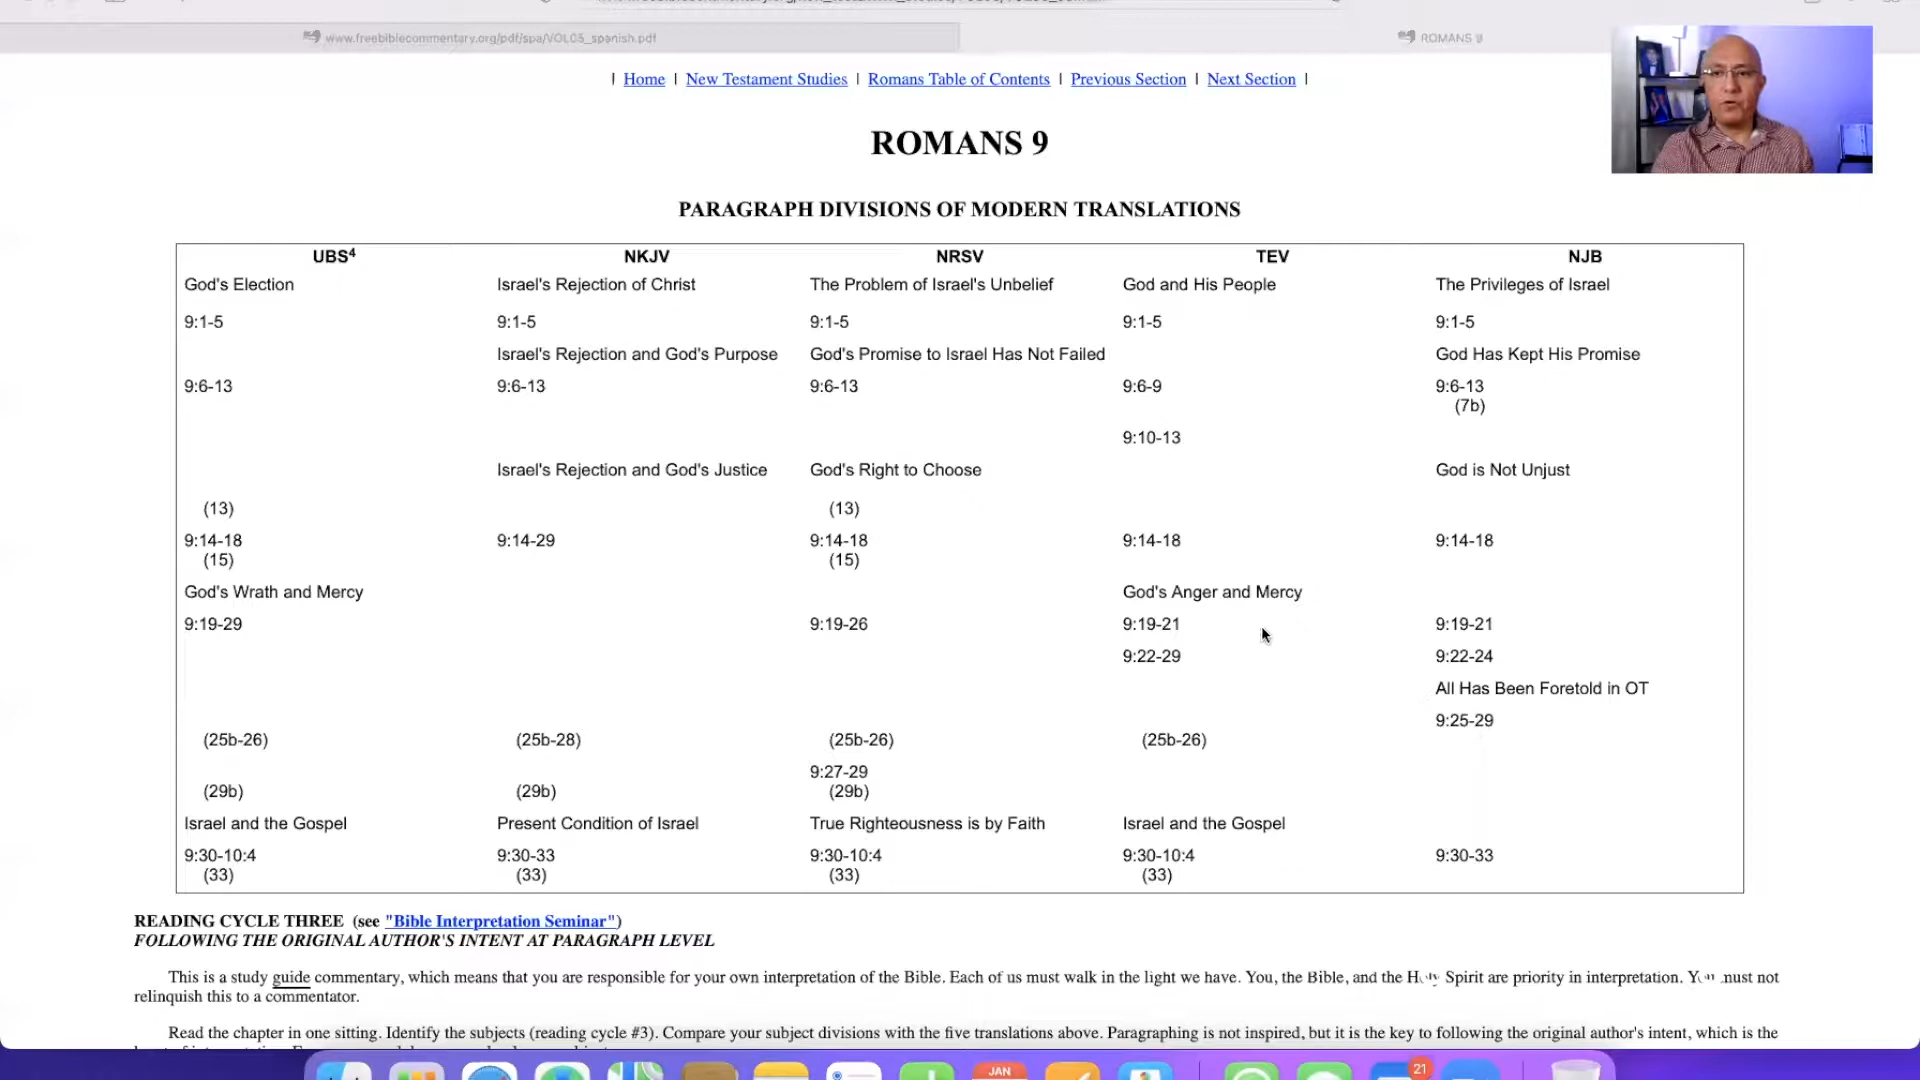 www.freebiblecommentary.org/pdf/spa/VOL05_spanish.pdf
ROMANS 9
| Home | New Testament Studies | Romans Table of Contents | Previous Section | Next Section |
ROMANS 9
PARAGRAPH DIVISIONS OF MODERN TRANSLATIONS
UBS⁴ NKJV NRSV TEV NJB
God's Election Israel's Rejection of Christ The Problem of Israel's Unbelief God and His People The Privileges of Israel
9:1-5 9:1-5 9:1-5 9:1-5 9:1-5
Israel's Rejection and God's Purpose God's Promise to Israel Has Not Failed God Has Kept His Promise
9:6-13 9:6-13 9:6-13 9:6-9 9:6-13
(7b)
9:10-13
Israel's Rejection and God's Justice God's Right to Choose God is Not Unjust
(13) (13)
9:14-18 9:14-29 9:14-18 9:14-18 9:14-18
(15) (15)
God's Wrath and Mercy God's Anger and Mercy
9:19-29 9:19-26 9:19-21 9:19-21
9:22-29 9:22-24
All Has Been Foretold in OT
9:25-29
(25b-26) (25b-28) (25b-26) (25b-26)
9:27-29
(29b) (29b) (29b)
Israel and the Gospel Present Condition of Israel True Righteousness is by Faith Israel and the Gospel
9:30-10:4 9:30-33 9:30-10:4 9:30-10:4 9:30-33
(33) (33) (33) (33)
READING CYCLE THREE (see "Bible Interpretation Seminar")
FOLLOWING THE ORIGINAL AUTHOR'S INTENT AT PARAGRAPH LEVEL
This is a study guide commentary, which means that you are responsible for your own interpretation of the Bible. Each of us must walk in the light we have. You, the Bible, and the Holy Spirit are priority in interpretation. You must not
relinquish this to a commentator.
Read the chapter in one sitting. Identify the subjects (reading cycle #3). Compare your subject divisions with the five translations above. Paragraphing is not inspired, but it is the key to following the original author's intent, which is the
JAN
21